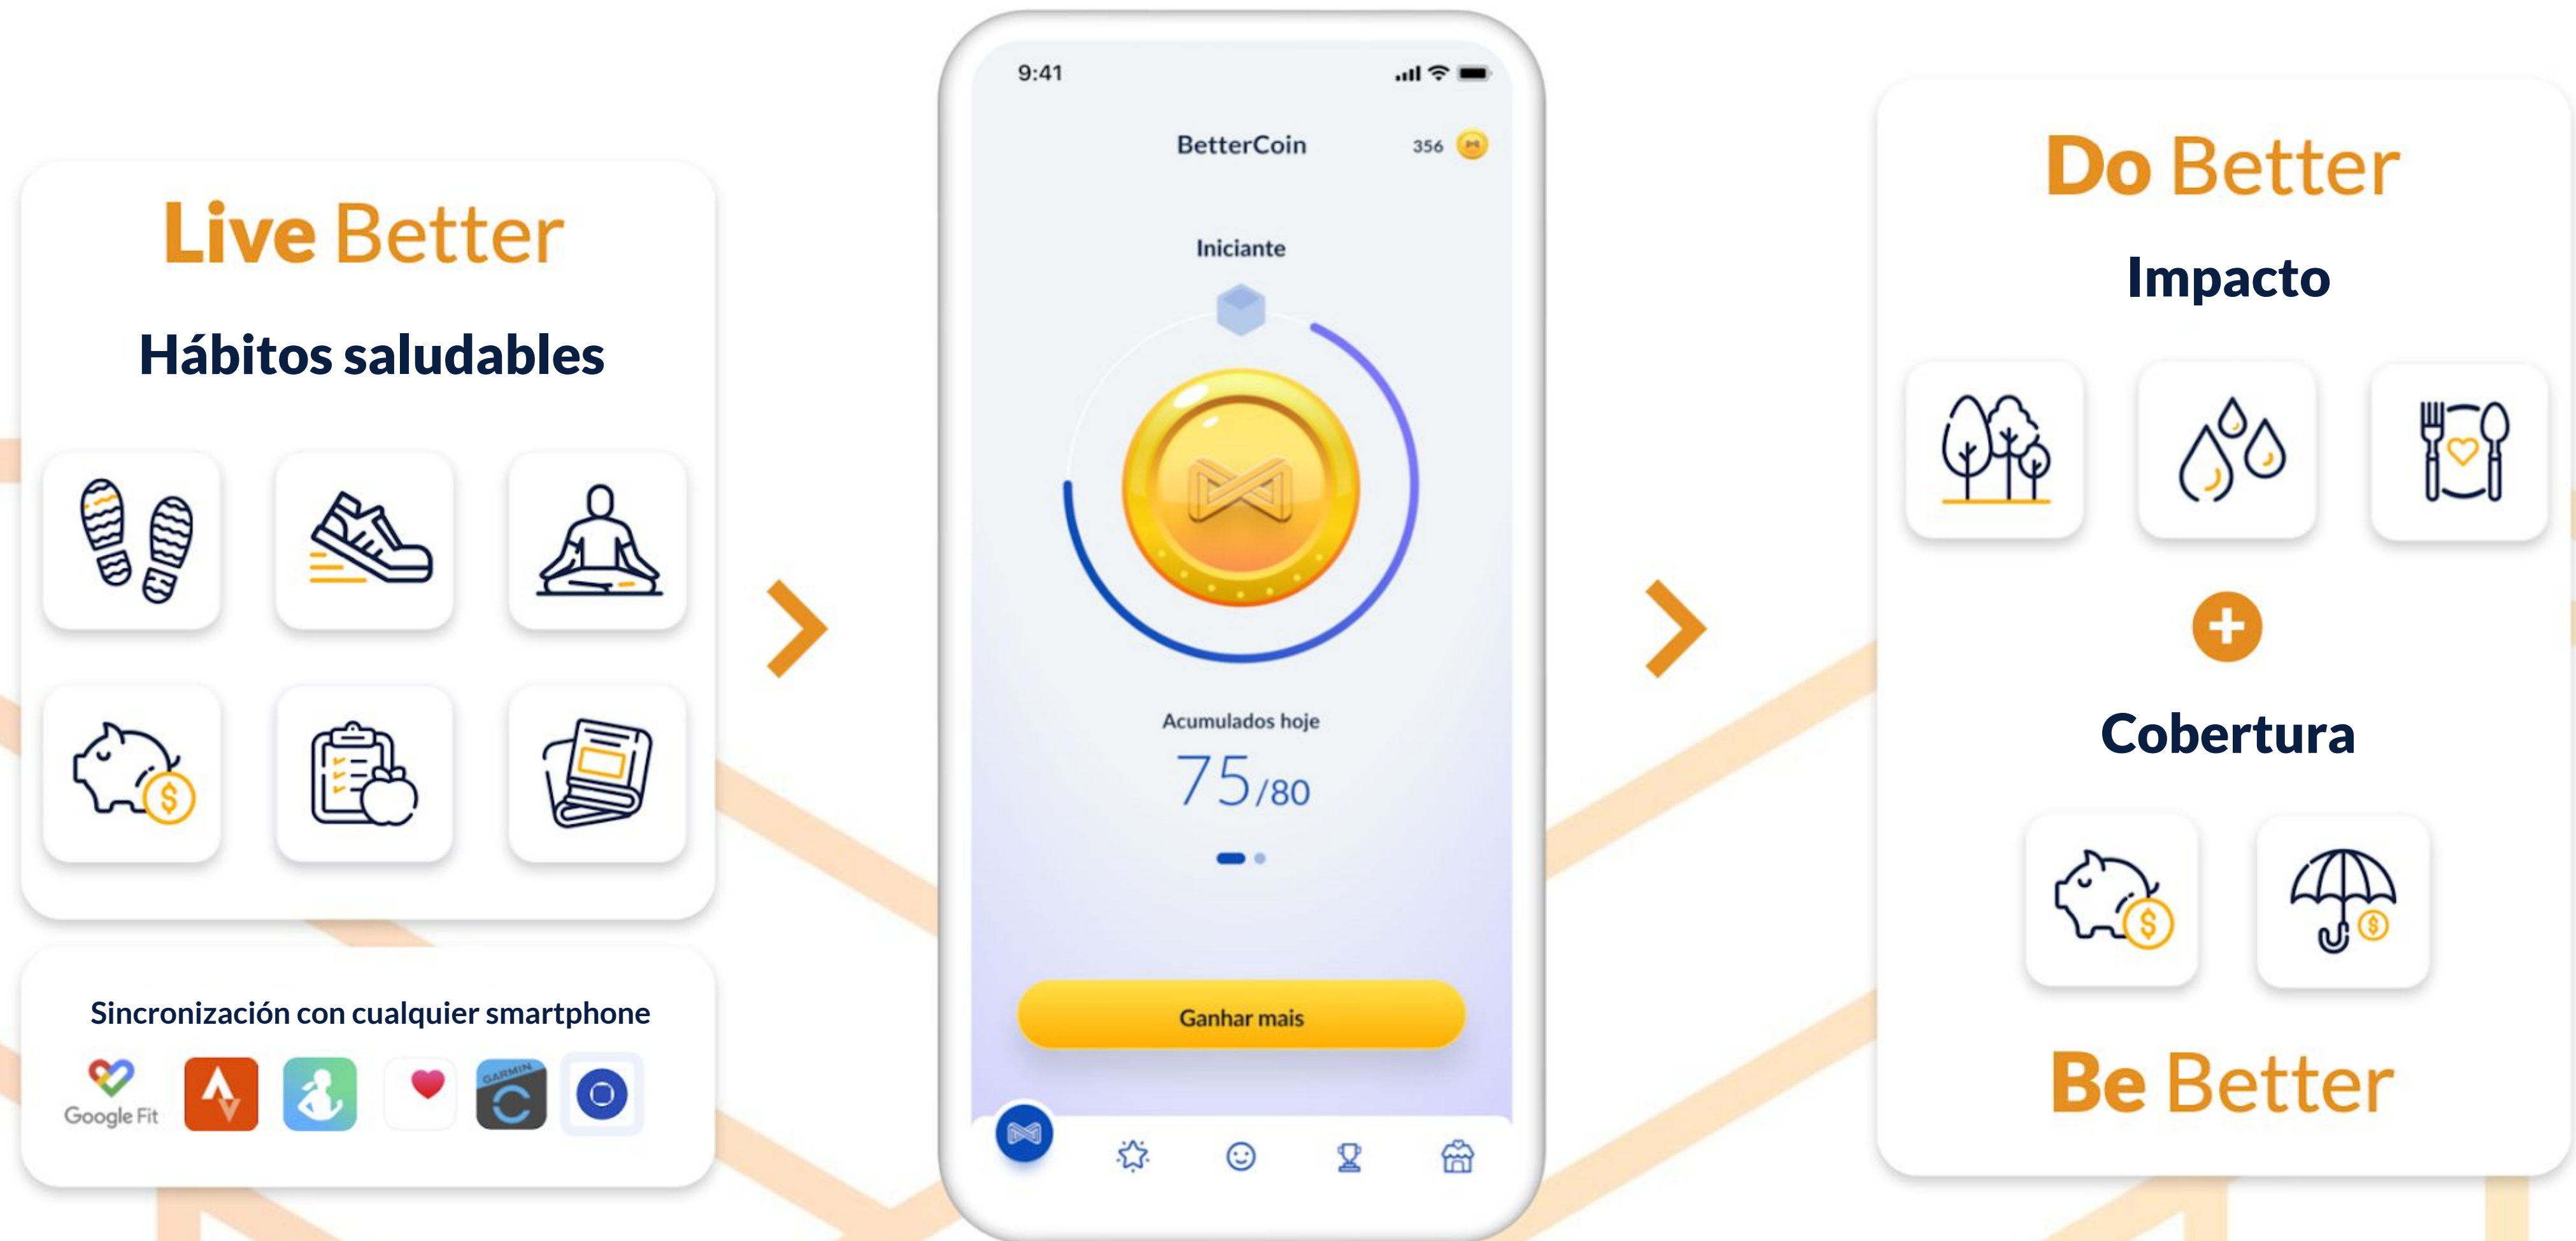 Live Better
Hábitos saludables
$
Sincronización con cualquier smartphone
Google Fit
GARMIN
9:41
BetterCoin
356
Iniciante
Acumulados hoje
75/80
Ganhar mais
Do Better
Impacto
Cobertura
$
$
Be Better